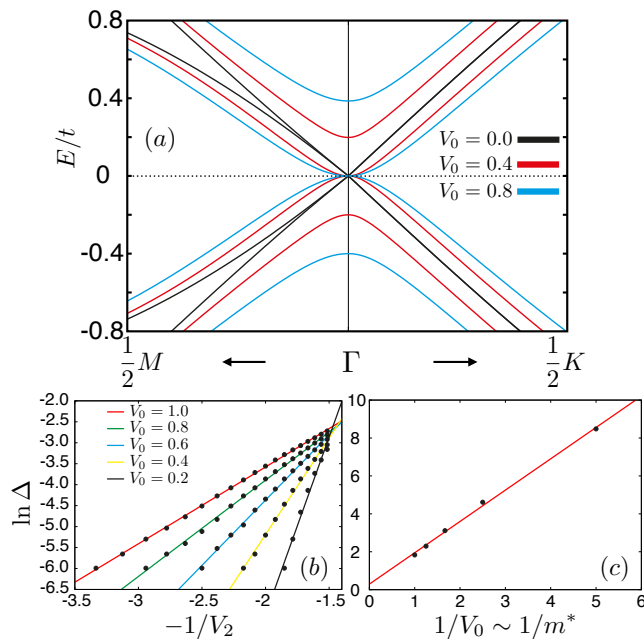 0.8
0.4
0
-0.4
-0.8
E/t
(a)
V₀ = 0.0
V₀ = 0.4
V₀ = 0.8
½M ← Γ → ½K
-2.0
-2.5
-3.0
-3.5
-4.0
-4.5
-5.0
-5.5
-6.0
-6.5
ln Δ
V₀ = 1.0
V₀ = 0.8
V₀ = 0.6
V₀ = 0.4
V₀ = 0.2
(b)
-3.5 -3 -2.5 -2 -1.5
-1/V₂
10
8
6
4
2
0
(c)
0 1 2 3 4 5 6
1/V₀ ∼ 1/m*